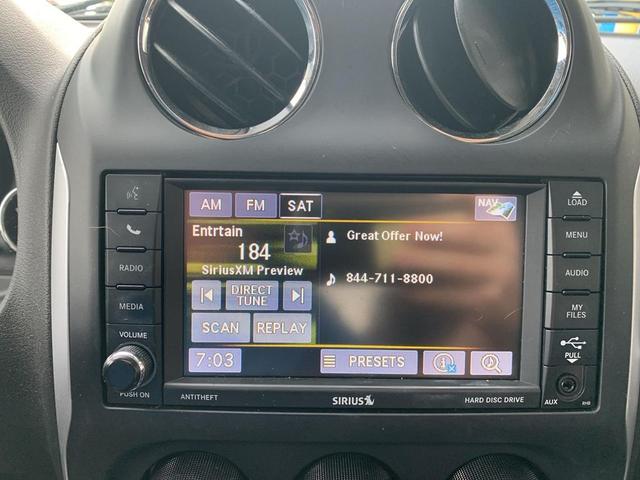 AM FM SAT NAV
Entrtain
184
SiriusXM Preview
DIRECT
TUNE
SCAN REPLAY
Great Offer Now!
844-711-8800
7:03 PRESETS
RADIO
MEDIA
VOLUME
PUSH ON
LOAD
MENU
AUDIO
MY
FILES
PULL
AUX RHB
ANTITHEFT SIRIUS HARD DISC DRIVE